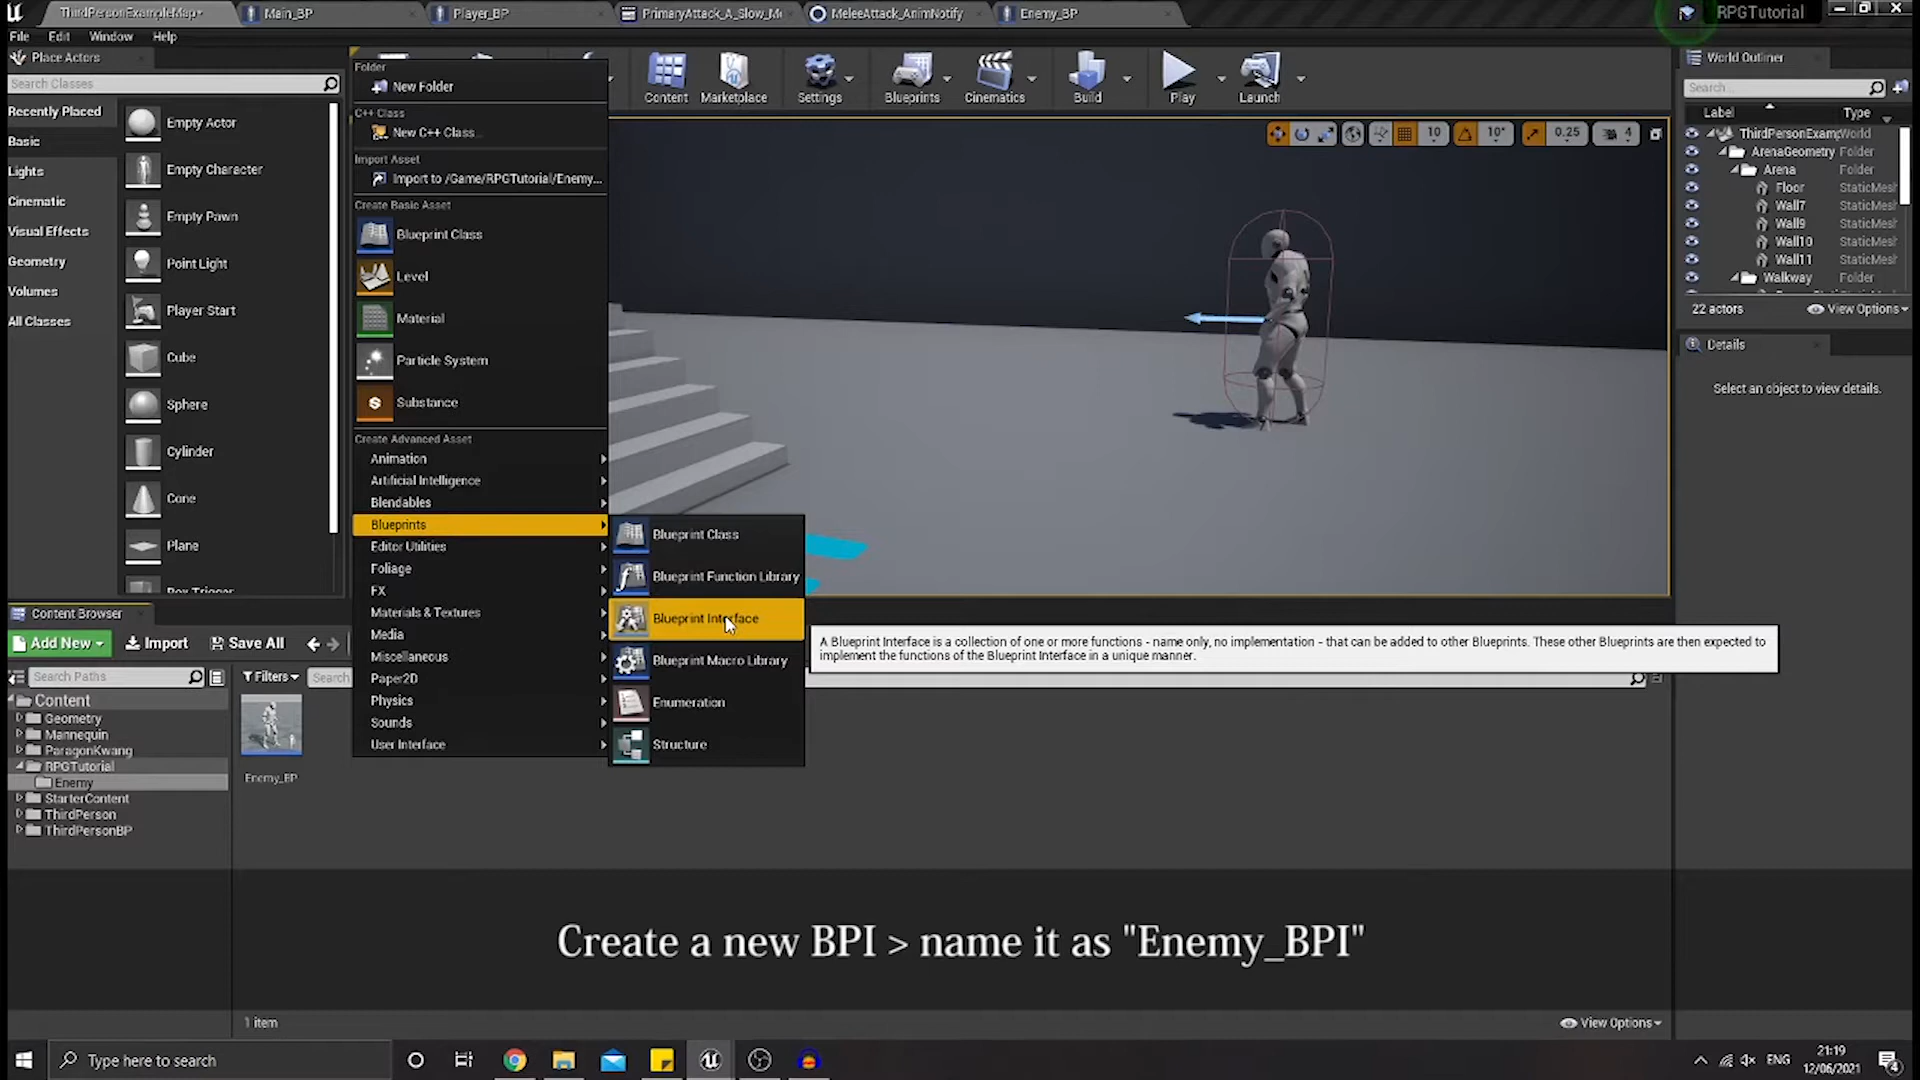 ThirdPersonExampleMap*
Main_BP
Player_BP
PrimaryAttack_A_Slow_Mo
MeleeAttack_AnimNotify
Enemy_BP
RPGTutorial
File
Edit
Window
Help
Place Actors
Search Classes
Recently Placed
Basic
Lights
Cinematic
Visual Effects
Geometry
Volumes
All Classes
Empty Actor
Empty Character
Empty Pawn
Point Light
Player Start
Cube
Sphere
Cylinder
Cone
Plane
Box Trigger
Folder
New Folder
C++ Class
New C++ Class...
Import Asset
Import to /Game/RPGTutorial/Enemy...
Create Basic Asset
Blueprint Class
Level
Material
Particle System
Substance
Create Advanced Asset
Animation
Artificial Intelligence
Blendables
Blueprints
Editor Utilities
Foliage
FX
Materials & Textures
Media
Miscellaneous
Paper2D
Physics
Sounds
User Interface
Blueprint Class
Blueprint Function Library
Blueprint Interface
Blueprint Macro Library
Enumeration
Structure
A Blueprint Interface is a collection of one or more functions - name only, no implementation - that can be added to other Blueprints. These other Blueprints are then expected to
implement the functions of the Blueprint Interface in a unique manner.
Content
Marketplace
Settings
Blueprints
Cinematics
Build
Play
Launch
10
10°
0.25
4
World Outliner
Search...
Label
Type
ThirdPersonExamp World
ArenaGeometry Folder
Arena Folder
Floor StaticMesh
Wall7 StaticMesh
Wall9 StaticMesh
Wall10 StaticMesh
Wall11 StaticMesh
Walkway Folder
22 actors
View Options
Details
Select an object to view details.
Content Browser
Add New
Import
Save All
Search Paths
Filters
Search
Content
Geometry
Mannequin
ParagonKwang
RPGTutorial
Enemy
StarterContent
ThirdPerson
ThirdPersonBP
Enemy_BP
Create a new BPI > name it as "Enemy_BPI"
1 item
View Options
Type here to search
ENG
21:19
12/06/2021
4